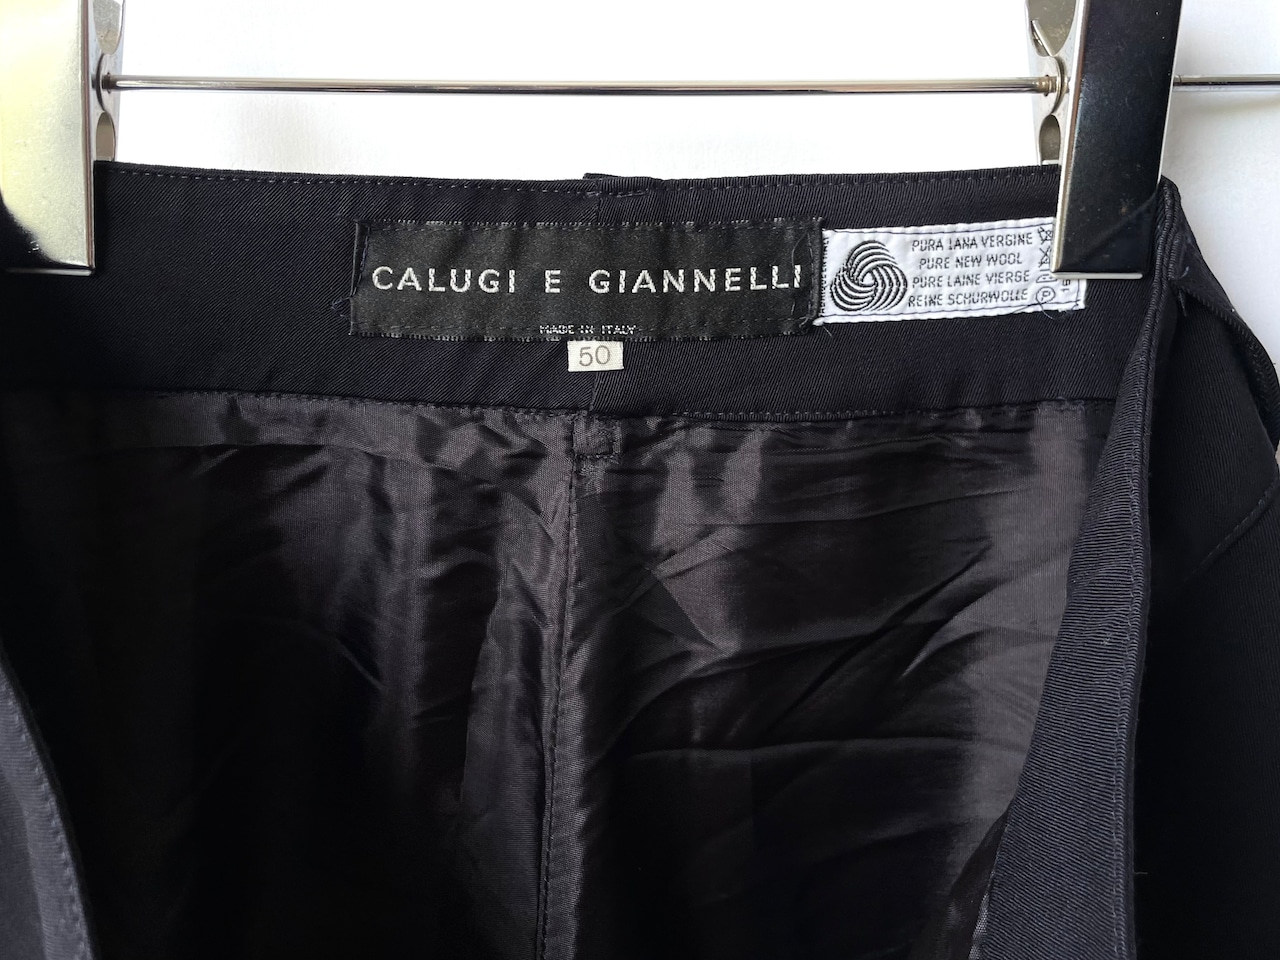 CALUGI E GIANNELLI
MADE IN ITALY
50
PURA LANA VERGINE
PURE NEW WOOL
PURE LAINE VIERGE
REINE SCHURWOLLE
P